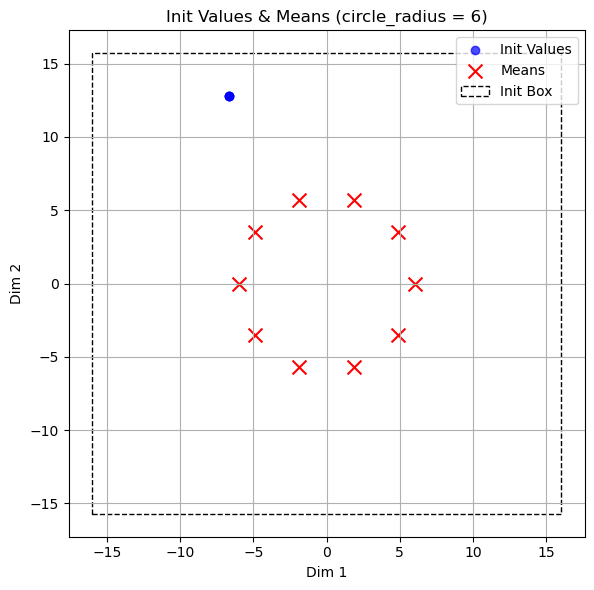 Init Values & Means (circle_radius = 6)
Init Values
Means
Init Box
Dim 2
15
10
5
0
−5
−10
−15
−15
−10
−5
0
5
10
15
Dim 1